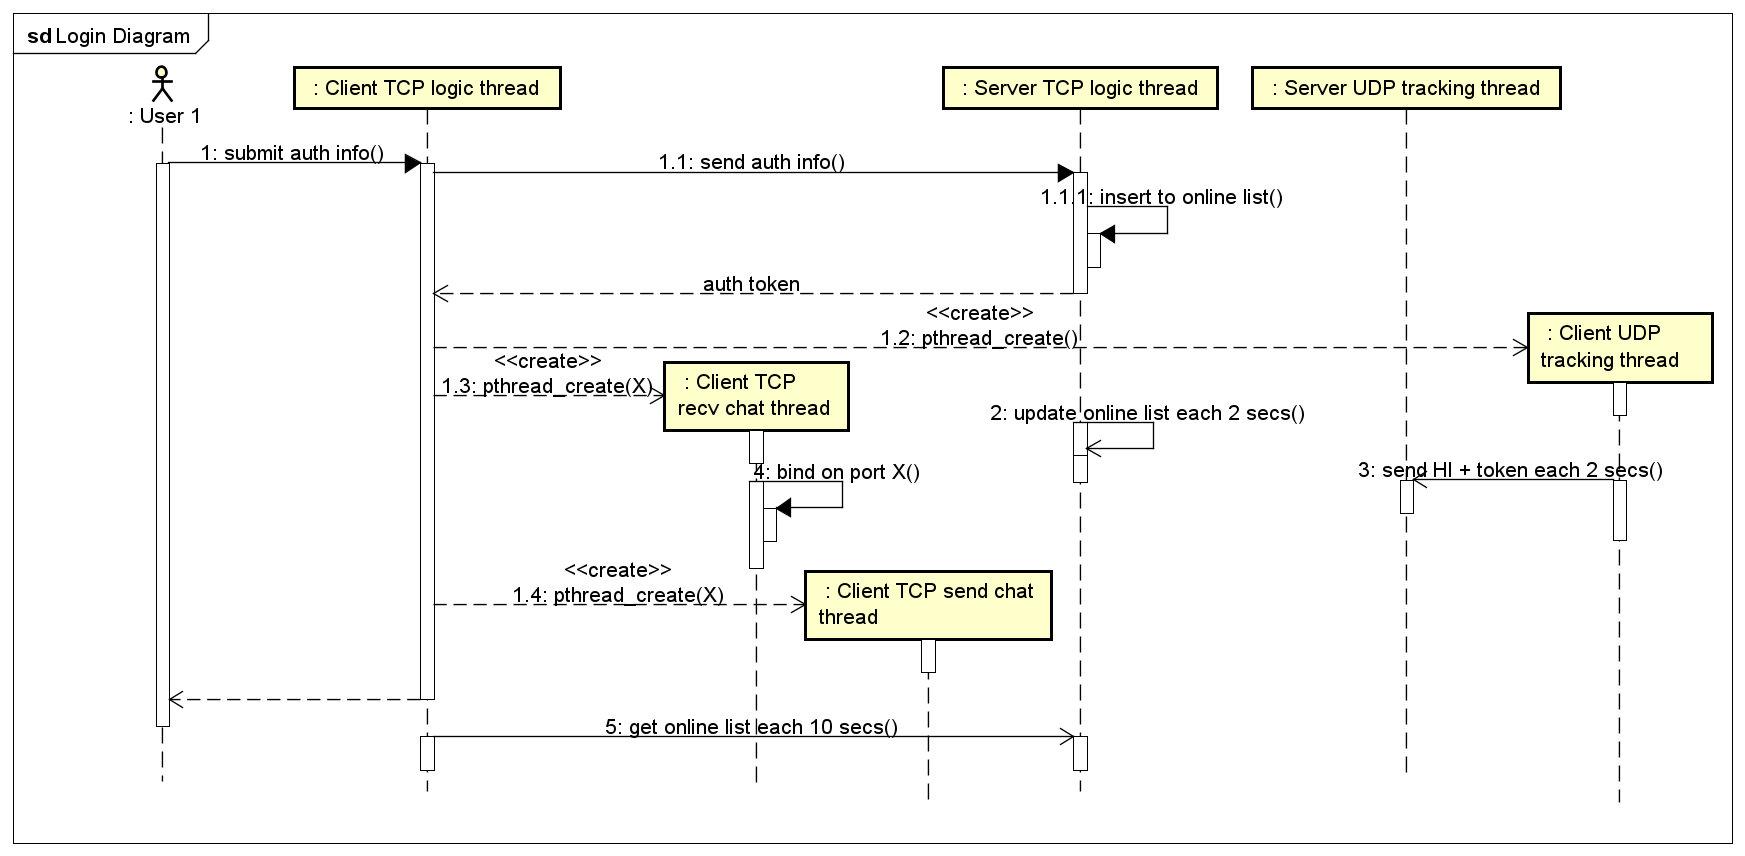 sd Login Diagram
: User 1
: Client TCP logic thread
: Server TCP logic thread
: Server UDP tracking thread
1: submit auth info()
1.1: send auth info()
1.1.1: insert to online list()
auth token
<<create>>
1.2: pthread_create()
: Client UDP
tracking thread
<<create>>
1.3: pthread_create(X)
: Client TCP
recv chat thread
2: update online list each 2 secs()
3: send HI + token each 2 secs()
4: bind on port X()
<<create>>
1.4: pthread_create(X)
: Client TCP send chat
thread
5: get online list each 10 secs()